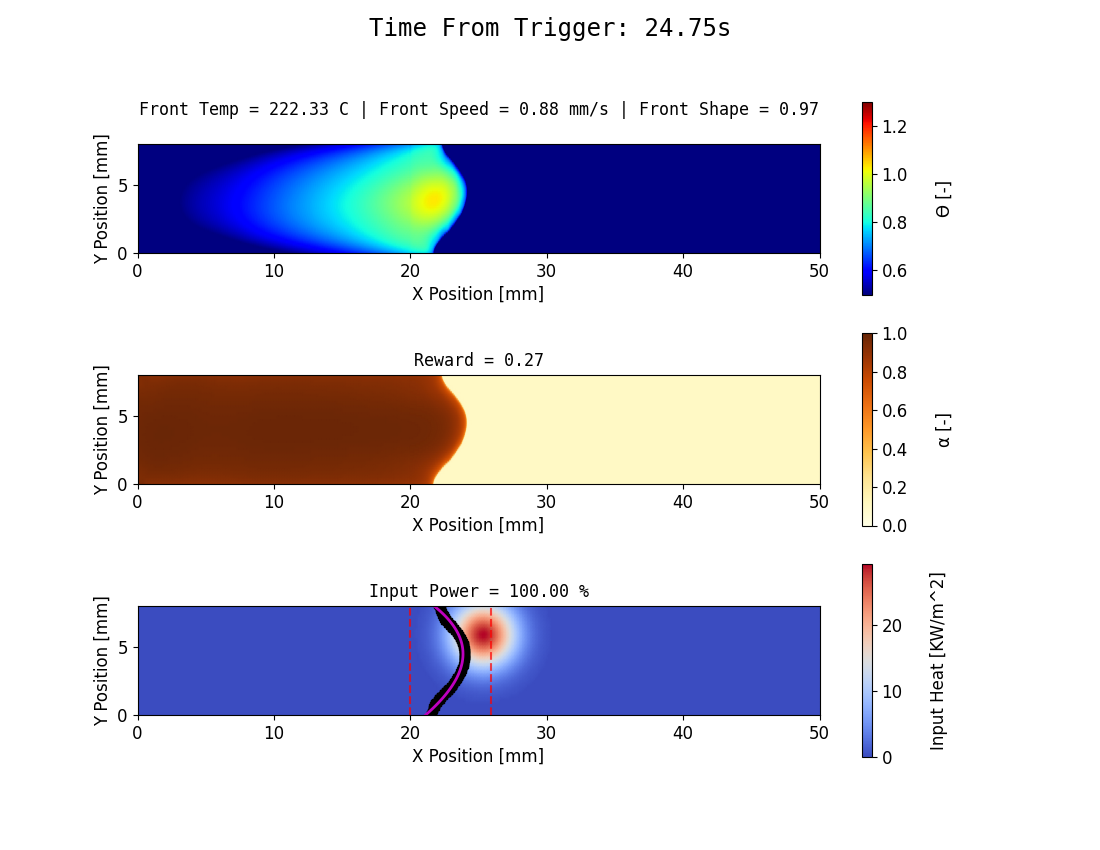 Time From Trigger: 24.75s
Front Temp = 222.33 C | Front Speed = 0.88 mm/s | Front Shape = 0.97
Y Position [mm]
5
0
0 10 20 30 40 50
X Position [mm]
1.2
1.0
0.8
0.6
Θ [-]
Reward = 0.27
Y Position [mm]
5
0
0 10 20 30 40 50
X Position [mm]
1.0
0.8
0.6
0.4
0.2
0.0
α [-]
Input Power = 100.00 %
Y Position [mm]
5
0
0 10 20 30 40 50
X Position [mm]
20
10
0
Input Heat [KW/m^2]